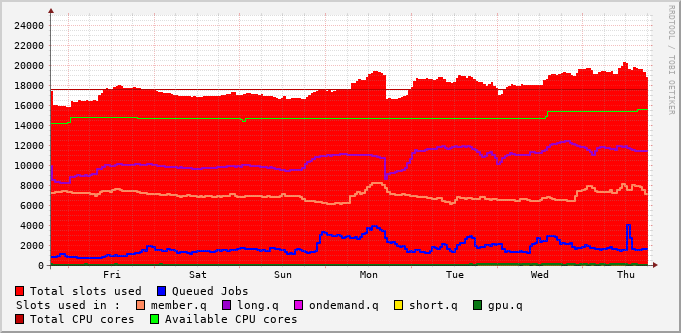 RRDTOOL / TOBI OETIKER
24000
22000
20000
18000
16000
14000
12000
10000
8000
6000
4000
2000
0
Fri Sat Sun Mon Tue Wed Thu
Total slots used Queued Jobs
Slots used in : member.q long.q ondemand.q short.q gpu.q
Total CPU cores Available CPU cores